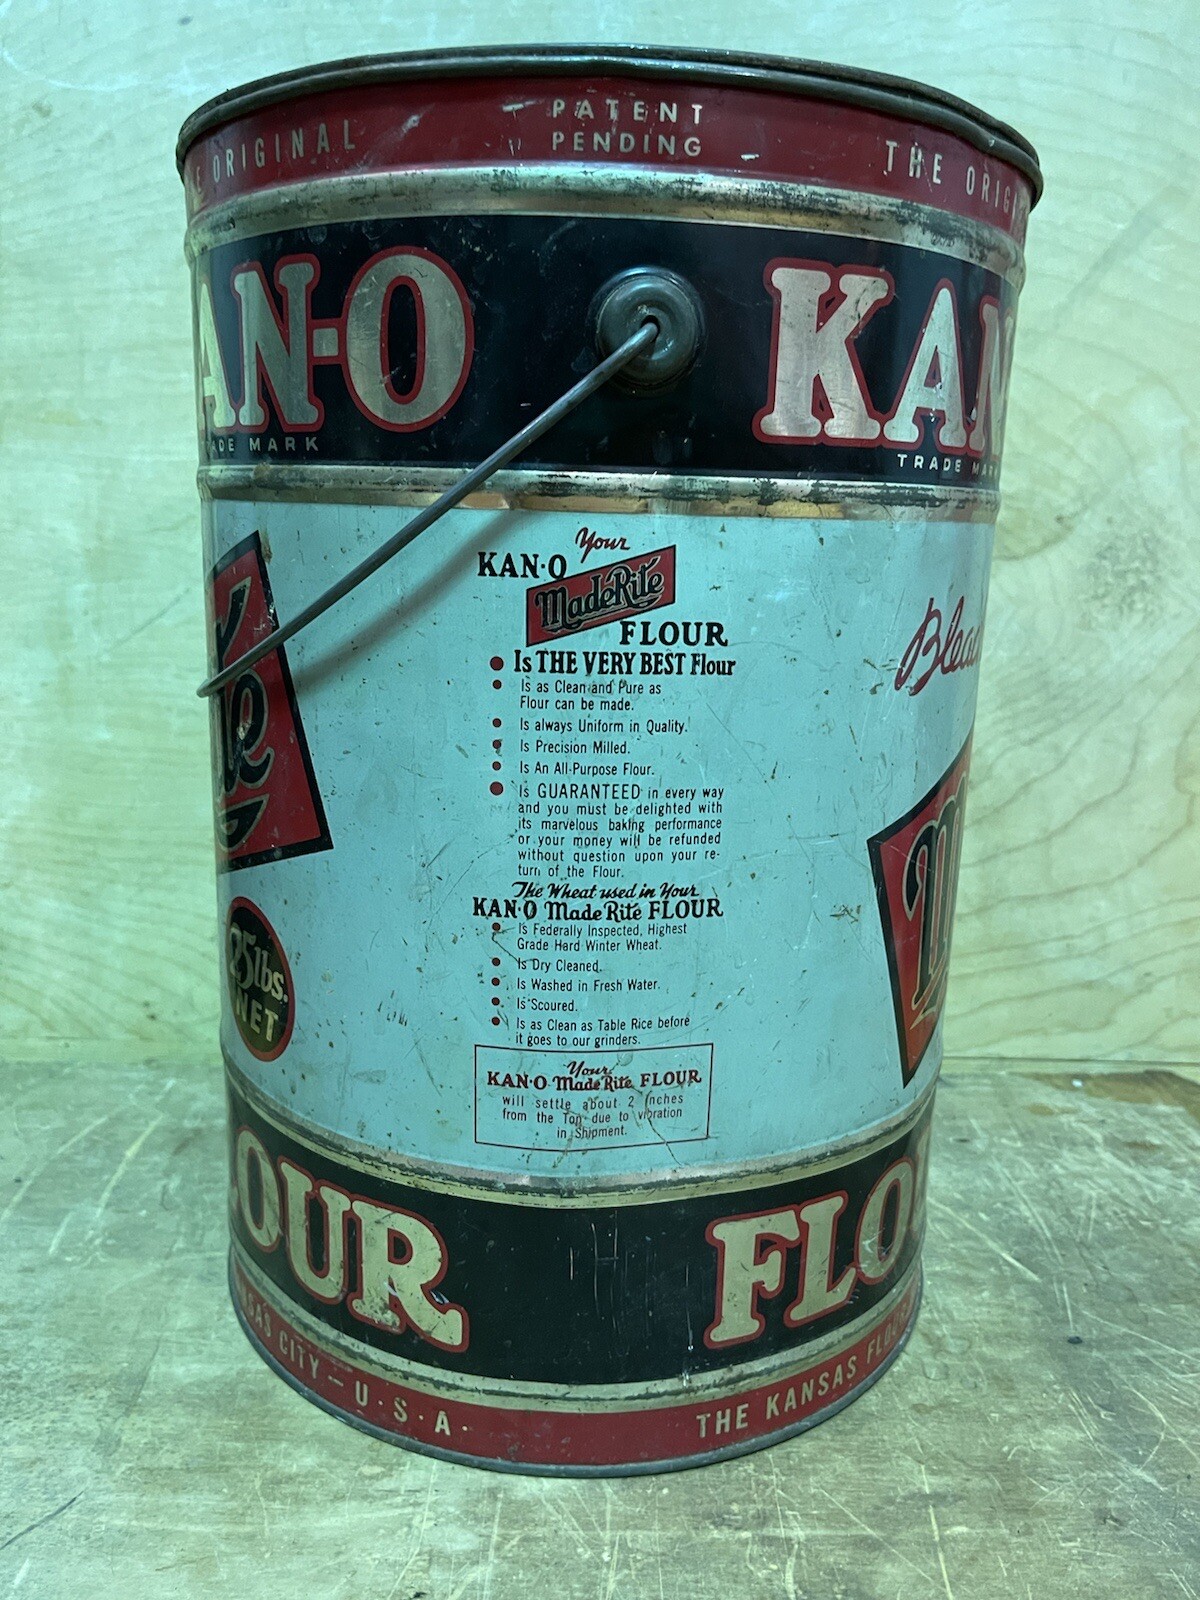 ORIGINAL
PATENT
PENDING
THE ORIG
AN-O
KAN
TRADE MARK
TRADE MARK
Your
KAN-O
MadeRite
FLOUR
• Is THE VERY BEST Flour
• Is as Clean and Pure as
Flour can be made.
• Is always Uniform in Quality.
• Is Precision Milled.
• Is An All-Purpose Flour.
• Is GUARANTEED in every way
and you must be delighted with
its marvelous baking performance
or your money will be refunded
without question upon your re-
turn of the Flour.
The Wheat used in Your
KAN-O MadeRite FLOUR
• Is Federally Inspected, Highest
Grade Hard Winter Wheat.
• Is Dry Cleaned.
• Is Washed in Fresh Water.
• Is Scoured.
• Is as Clean as Table Rice before
it goes to our grinders.
Your
KAN-O MadeRite FLOUR
will settle about 2 inches
from the Top due to vibration
in Shipment.
Blea
te
M
25lbs.
NET
OUR
FLO
SAS CITY — U·S·A·
THE KANSAS FLOUR